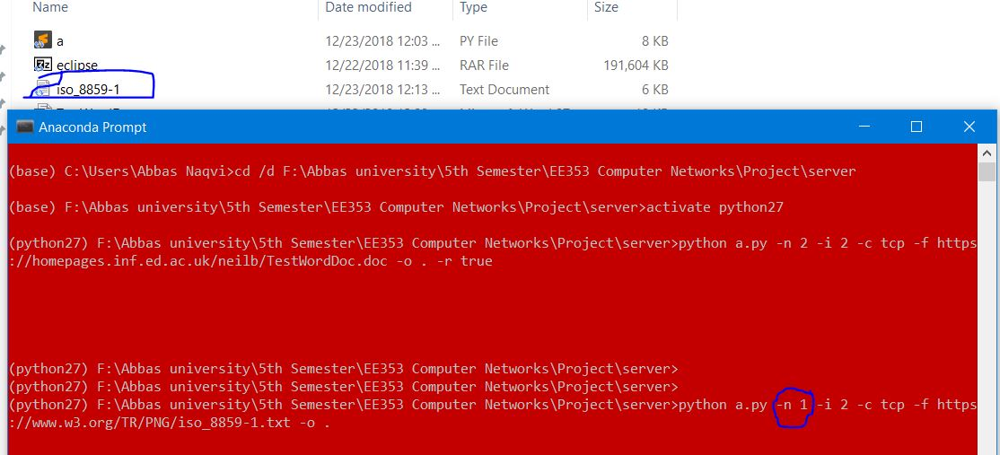 Name Date modified Type Size
a 12/23/2018 12:03 ... PY File 8 KB
eclipse 12/22/2018 11:39 ... RAR File 191,604 KB
iso_8859-1 12/23/2018 12:13 ... Text Document 6 KB
Anaconda Prompt
(base) C:\Users\Abbas Naqvi>cd /d F:\Abbas university\5th Semester\EE353 Computer Networks\Project\server
(base) F:\Abbas university\5th Semester\EE353 Computer Networks\Project\server>activate python27
(python27) F:\Abbas university\5th Semester\EE353 Computer Networks\Project\server>python a.py -n 2 -i 2 -c tcp -f https
://homepages.inf.ed.ac.uk/neilb/TestWordDoc.doc -o . -r true
(python27) F:\Abbas university\5th Semester\EE353 Computer Networks\Project\server>
(python27) F:\Abbas university\5th Semester\EE353 Computer Networks\Project\server>
(python27) F:\Abbas university\5th Semester\EE353 Computer Networks\Project\server>python a.py -n 1 -i 2 -c tcp -f https
://www.w3.org/TR/PNG/iso_8859-1.txt -o .